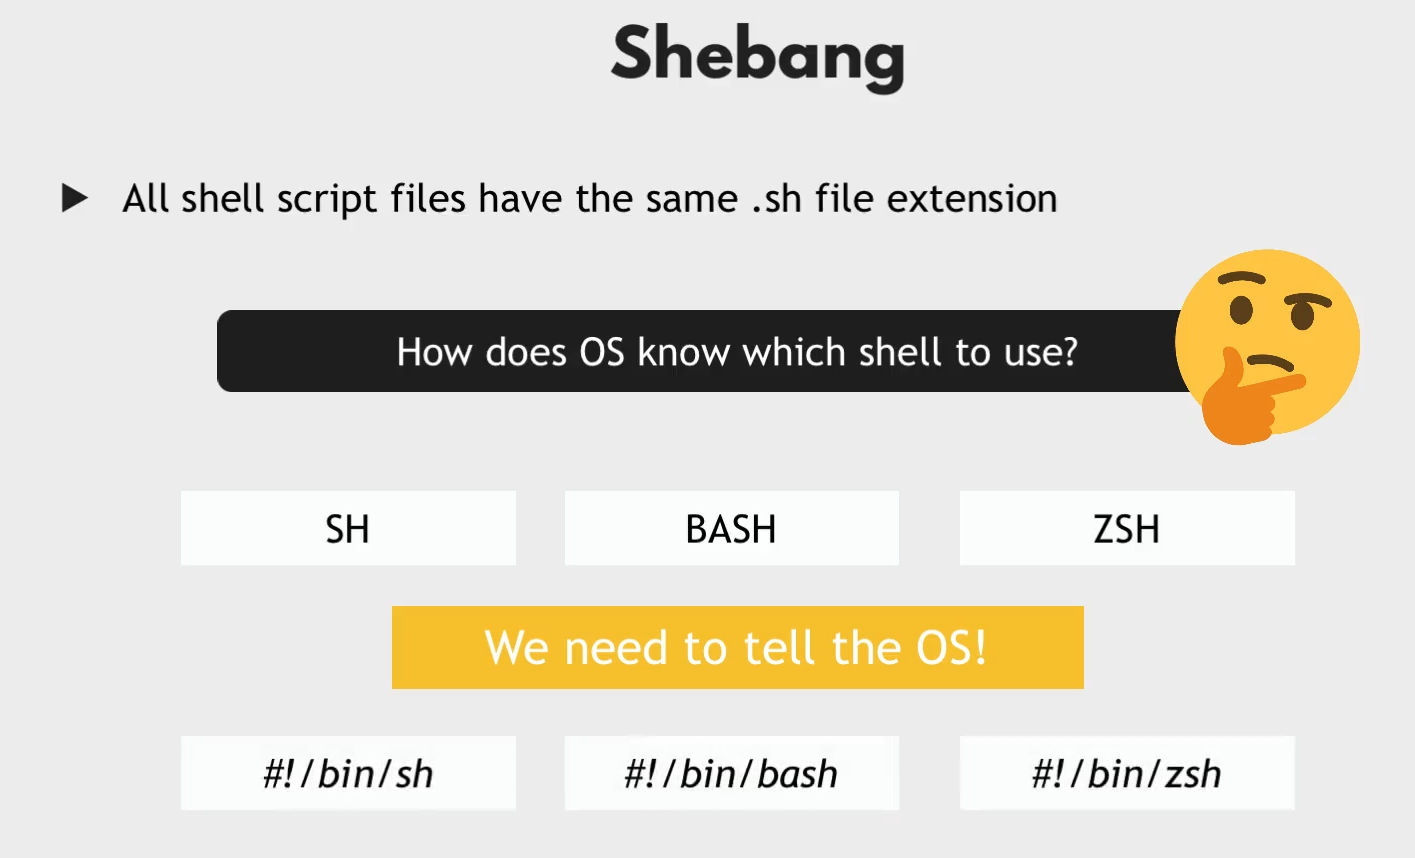 Shebang
All shell script files have the same .sh file extension
How does OS know which shell to use?
SH
BASH
ZSH
We need to tell the OS!
#!/bin/sh
#!/bin/bash
#!/bin/zsh